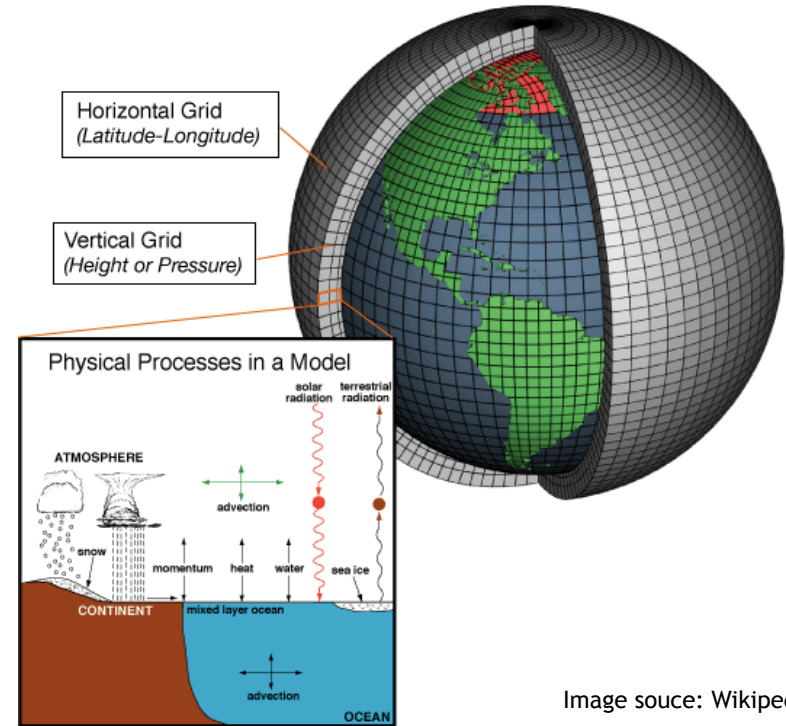 Horizontal Grid
(Latitude-Longitude)
Vertical Grid
(Height or Pressure)
Physical Processes in a Model
solar
radiation
terrestrial
radiation
ATMOSPHERE
advection
snow
momentum
heat
water
sea ice
CONTINENT
mixed layer ocean
advection
OCEAN
Image souce: Wikiped